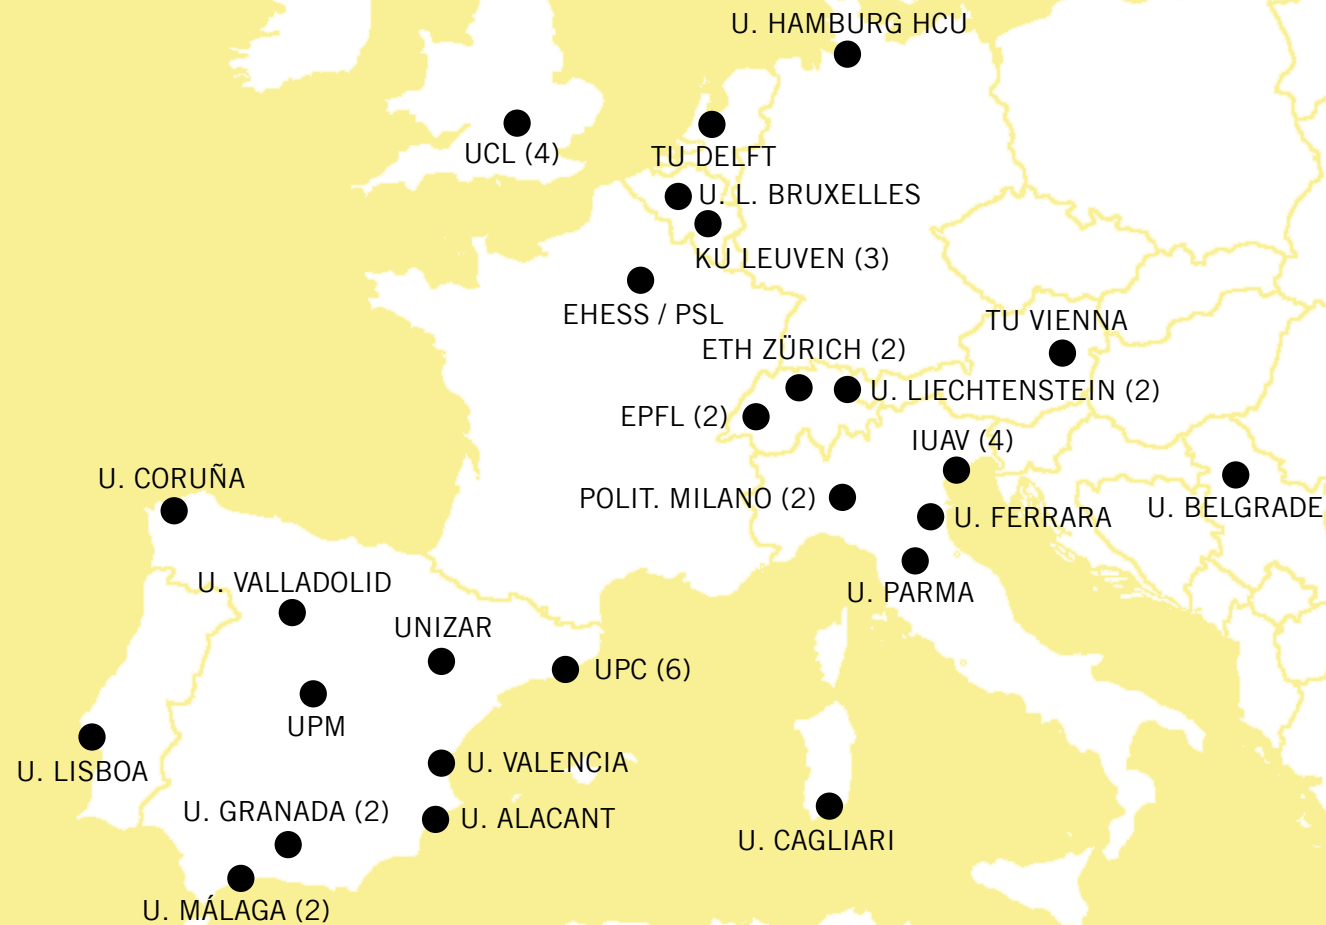 U. HAMBURG HCU
UCL (4)
TU DELFT
U. L. BRUXELLES
KU LEUVEN (3)
EHESS / PSL
TU VIENNA
ETH ZÜRICH (2)
U. LIECHTENSTEIN (2)
EPFL (2)
IUAV (4)
U. CORUÑA
POLIT. MILANO (2)
U. BELGRADE
U. FERRARA
U. VALLADOLID
U. PARMA
UNIZAR
UPC (6)
UPM
U. LISBOA
U. VALENCIA
U. GRANADA (2)
U. ALACANT
U. CAGLIARI
U. MÁLAGA (2)